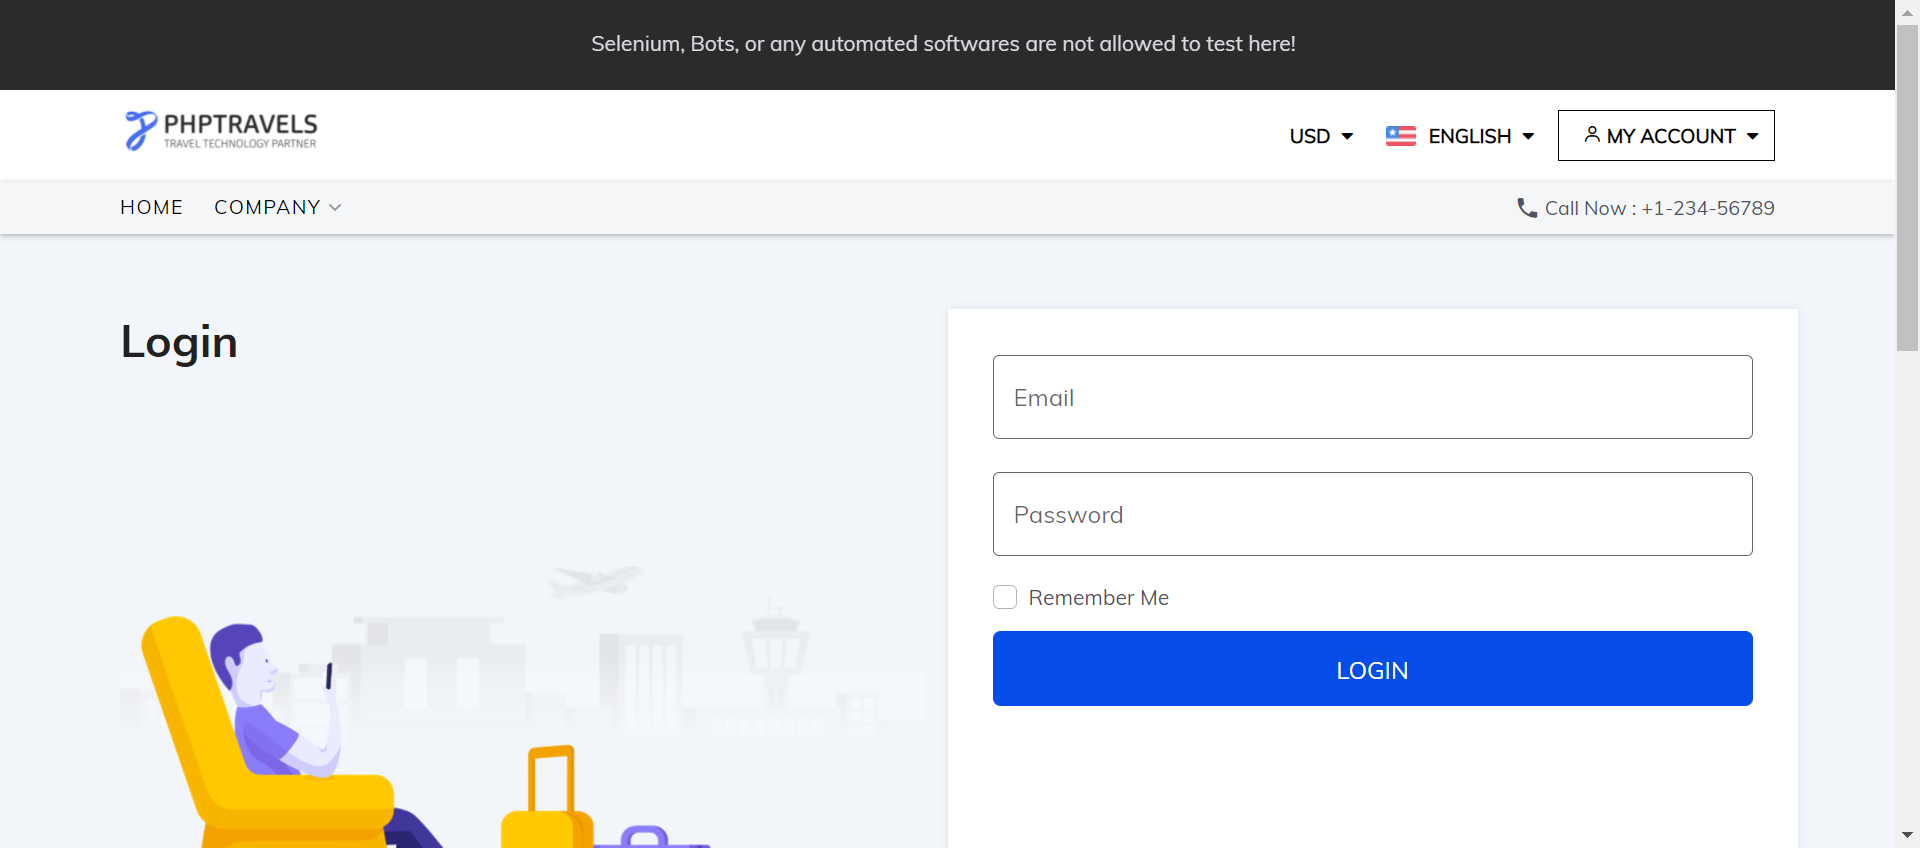 Selenium, Bots, or any automated softwares are not allowed to test here!
PHPTRAVELS
TRAVEL TECHNOLOGY PARTNER
USD
ENGLISH
MY ACCOUNT
HOME
COMPANY
Call Now : +1-234-56789
Login
Email
Password
Remember Me
LOGIN